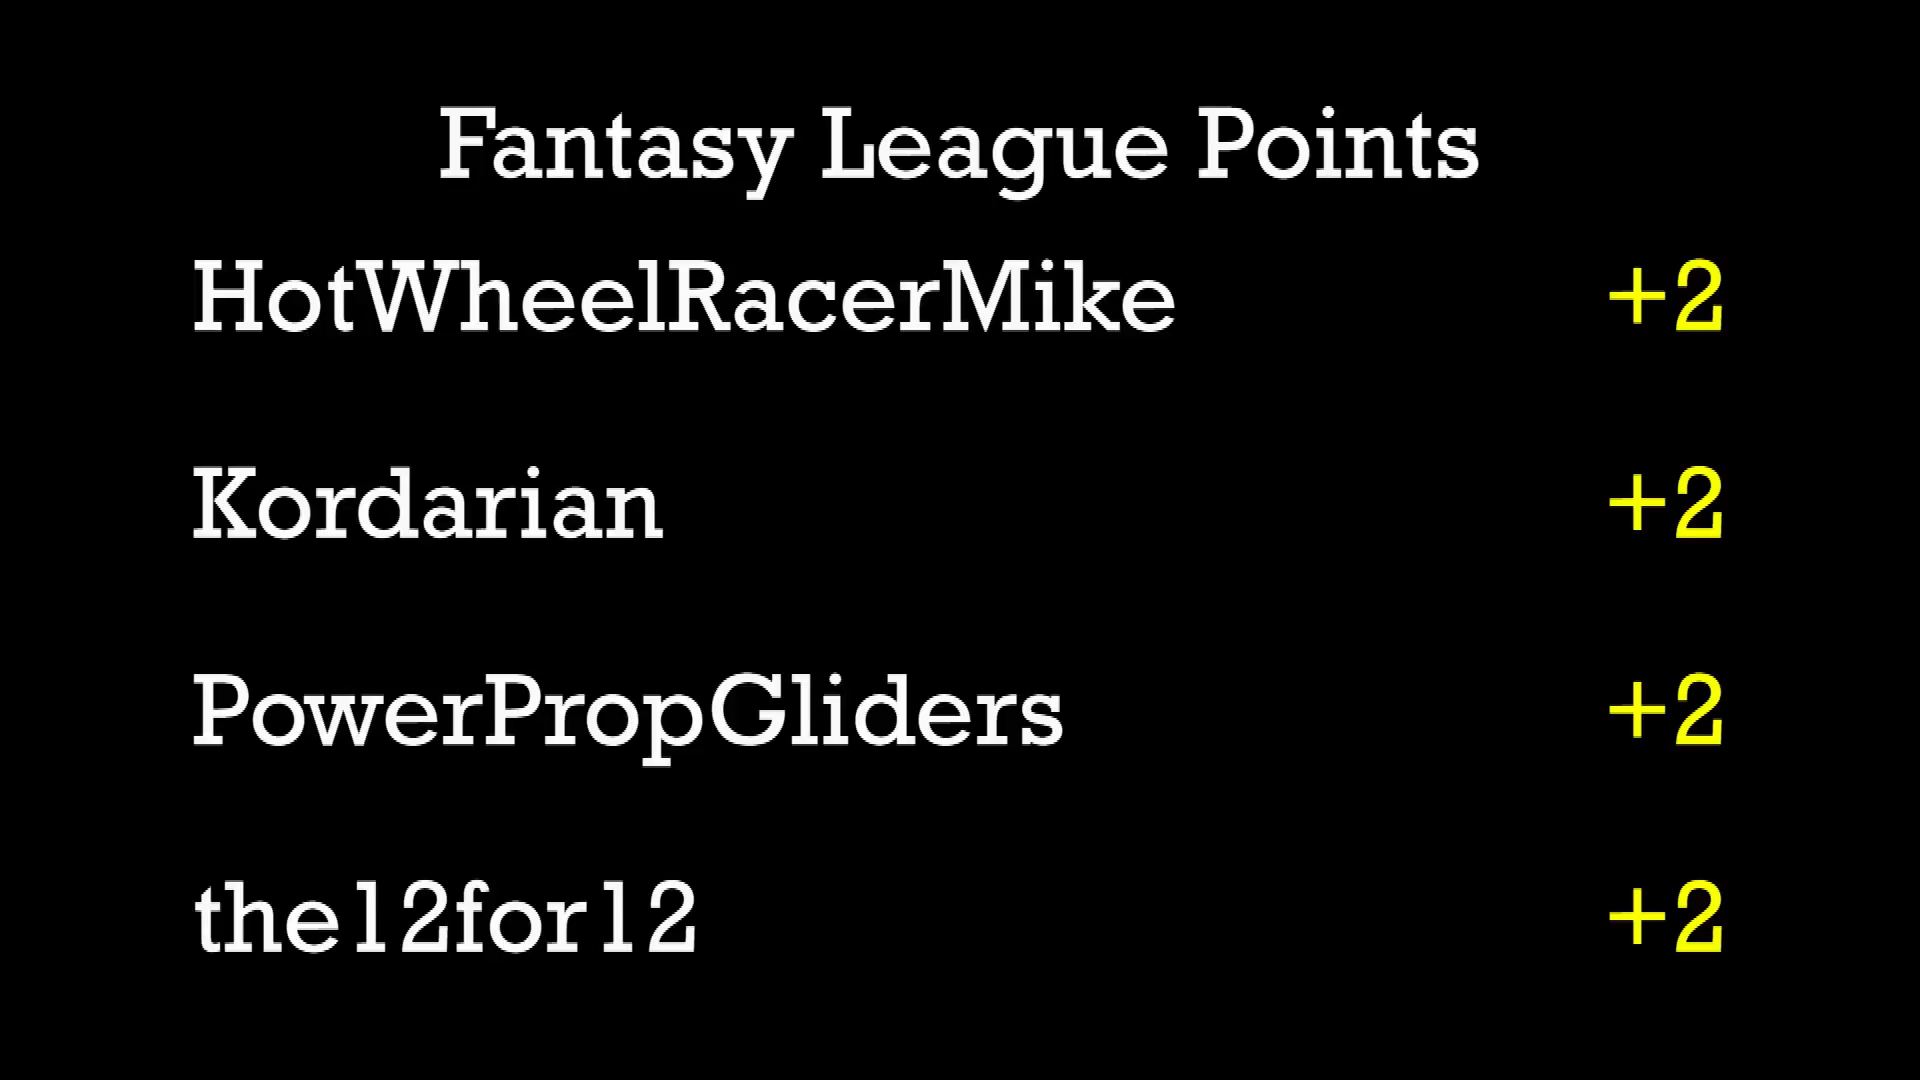 Fantasy League Points
HotWheelRacerMike +2
Kordarian +2
PowerPropGliders +2
the12for12 +2